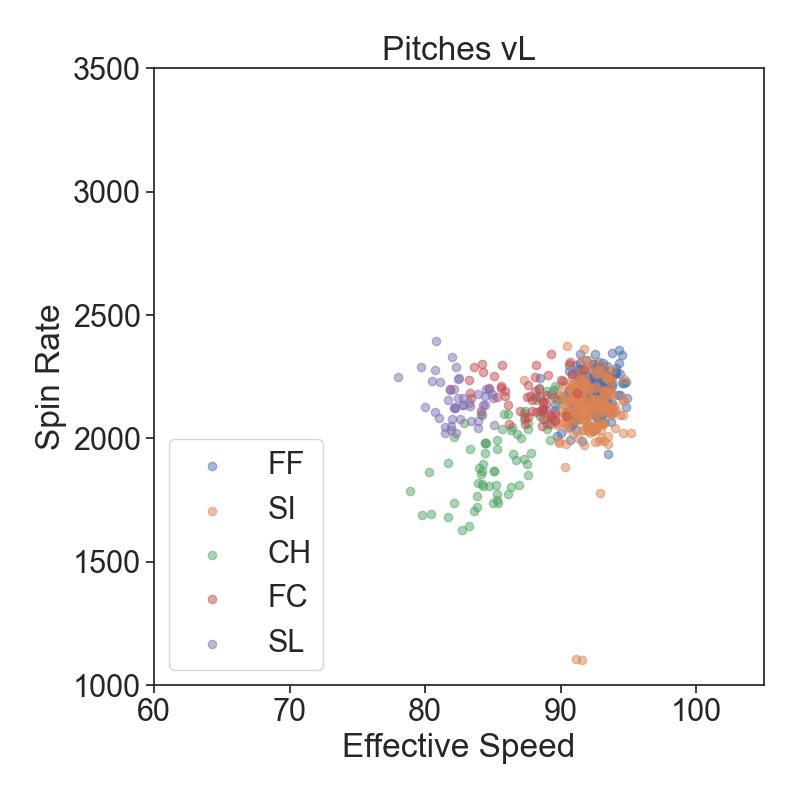 Pitches vL
3500
3000
2500
2000
1500
1000
Spin Rate
FF
SI
CH
FC
SL
60 70 80 90 100
Effective Speed